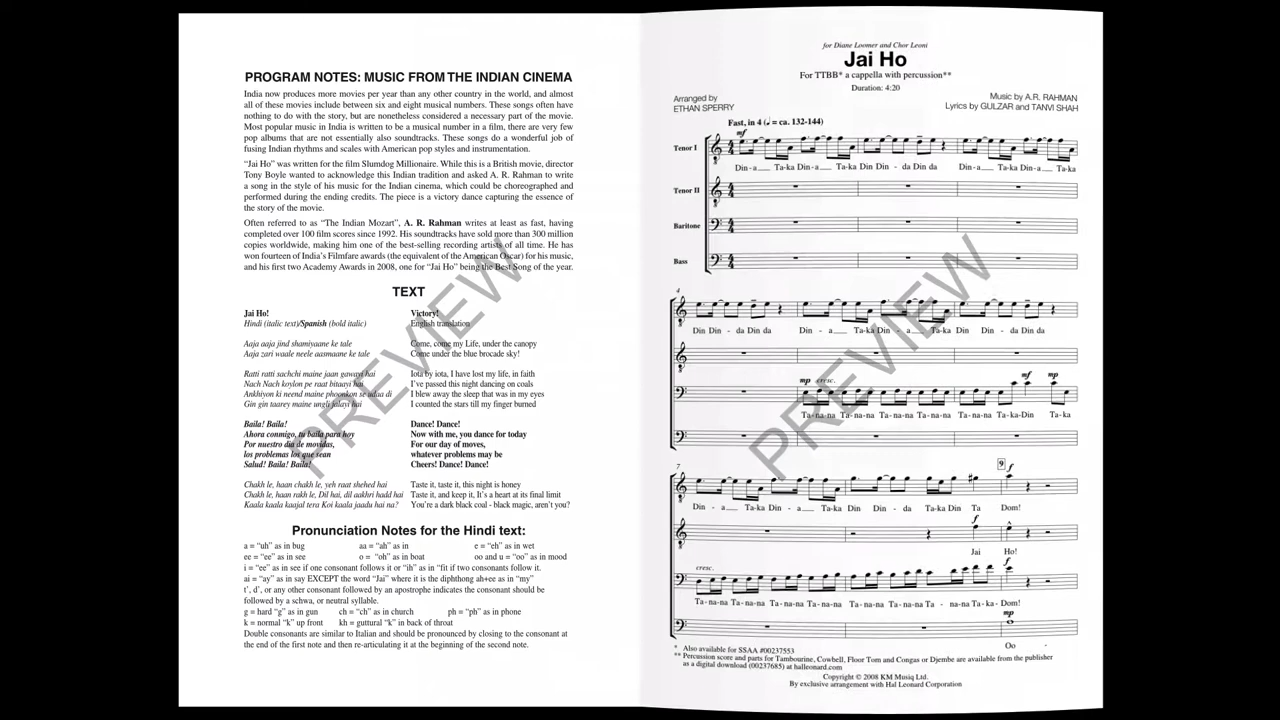 PROGRAM NOTES: MUSIC FROM THE INDIAN CINEMA
India now produces more movies per year than any other country in the world, and almost
all of these movies include between six and eight musical numbers. These songs often have
nothing to do with the story, but are nonetheless considered a necessary part of the movie.
Most popular music in India is written to be a musical number in a film, there are very few
pop albums that are not essentially also soundtracks. These songs do a wonderful job of
fusing Indian rhythms and scales with American pop styles and instrumentation.
“Jai Ho” was written for the film Slumdog Millionaire. While this is a British movie, director
Tony Boyle wanted to acknowledge this Indian tradition and asked A. R. Rahman to write
a song in the style of his music for the Indian cinema, which could be choreographed and
performed during the ending credits. The piece is a victory dance capturing the essence of
the story of the movie.
Often referred to as “The Indian Mozart”, A. R. Rahman writes at least as fast, having
completed over 100 film scores since 1992. His soundtracks have sold more than 300 million
copies worldwide, making him one of the best-selling recording artists of all time. He has
won fourteen of India’s Filmfare awards (the equivalent of the American Oscar) for his music,
and his first two Academy Awards in 2008, one for “Jai Ho” being the Best Song of the year.
TEXT
Jai Ho! Victory!
Hindi (italic text)/Spanish (bold italic) English translation
Aaja aaja jind shamiyaane ke tale Come, come my Life, under the canopy
Aaja zari waale neele aasmaane ke tale Come under the blue brocade sky!
Ratti ratti sachchi maine jaan gawayi hai Iota by iota, I have lost my life, in faith
Nach Nach koylon pe raat bitaayi hai I’ve passed this night dancing on coals
Ankhiyon ki neend maine phoonkon se udaa di I blew away the sleep that was in my eyes
Gin gin taarey maine ungli jalayi hai I counted the stars till my finger burned
Baila! Baila! Dance! Dance!
Ahora conmigo, tu baila para hoy Now with me, you dance for today
Por nuestro dia de movidas, For our day of moves,
los problemas los que sean whatever problems may be
Salud! Baila! Baila! Cheers! Dance! Dance!
Chakh le, haan chakh le, yeh raat shehed hai Taste it, taste it, this night is honey
Chakh le, haan rakh le, Dil hai, dil aakhri hadd hai Taste it, and keep it, It’s a heart at its final limit
Kaala kaala kaajal tera Koi kaala jaadu hai na? You’re a dark black coal - black magic, aren’t you?
Pronunciation Notes for the Hindi text:
a = “uh” as in bug aa = “ah” as in e = “eh” as in wet
ee = “ee” as in see o = “oh” as in boat oo and u = “oo” as in mood
i = “ee” as in see if one consonant follows it or “ih” as in “fit if two consonants follow it.
ai = “ay” as in say EXCEPT the word “Jai” where it is the diphthong ah+ee as in “my”
t’, d’, or any other consonant followed by an apostrophe indicates the consonant should be
followed by a schwa, or neutral syllable.
g = hard “g” as in gun ch = “ch” as in church ph = “ph” as in phone
k = normal “k” up front kh = guttural “k” in back of throat
Double consonants are similar to Italian and should be pronounced by closing to the consonant at
the end of the first note and then re-articulating it at the beginning of the second note.
PREVIEW
for Diane Loomer and Chor Leoni
Jai Ho
For TTBB* a cappella with percussion**
Duration: 4:20
Arranged by
ETHAN SPERRY
Music by A.R. RAHMAN
Lyrics by GULZAR and TANVI SHAH
Fast, in 4 (♩ = ca. 132-144)
mf
Tenor I
Din-a Ta-ka Din-a Ta-ka Din Din - da Din da Din-a Din-a Ta-ka
Tenor II
Baritone
Bass
4
Din Din - da Din da Din - a Ta-ka Din - a Ta-ka Din Din - da Din da
mp cresc. mf mp
Ta-na-na Ta-na-na Ta-na-na Ta-na-na Ta-na-na Ta-ka-Din Ta-ka
7
9 f
Din - a Ta-ka Din - a Ta-ka Din Din - da Ta-ka Din Ta Dom!
f
Jai Ho!
cresc. f
Ta-na-na Ta-na-na Ta-na-na Ta-na-na Ta-na-na Ta-na-na Ta - na-na Ta-ka- Dom!
mp
Oo -
* Also available for SSAA #00237553
** Percussion score and parts for Tambourine, Cowbell, Floor Tom and Congas or Djembe are available from the publisher
as a digital download (00237685) at halleonard.com
Copyright © 2008 KM Musiq Ltd.
By exclusive arrangement with Hal Leonard Corporation
PREVIEW